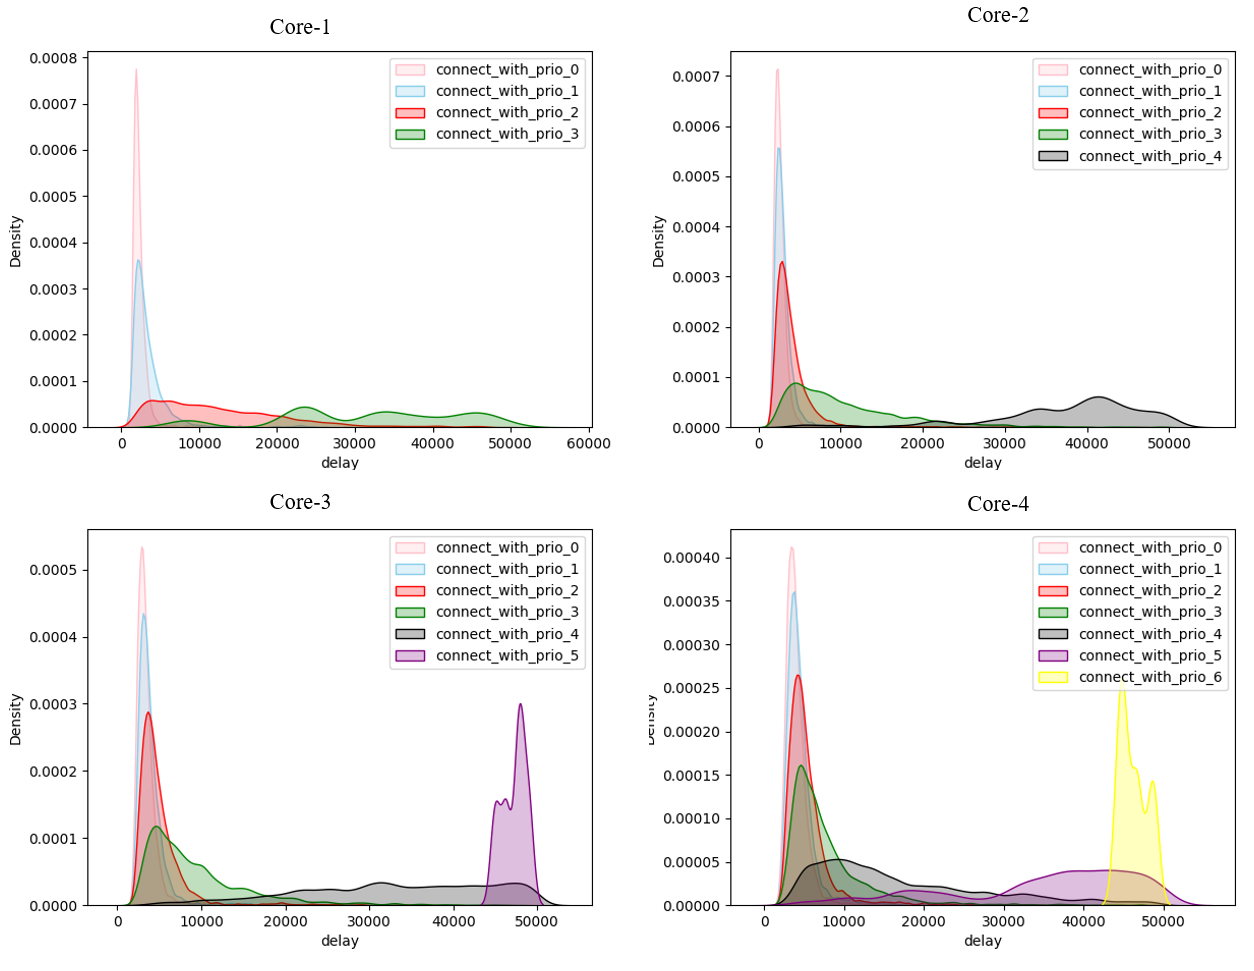 Core-1
0.0008
0.0007
0.0006
0.0005
0.0004
0.0003
0.0002
0.0001
0.0000
Density
connect_with_prio_0
connect_with_prio_1
connect_with_prio_2
connect_with_prio_3
0 10000 20000 30000 40000 50000 60000
delay
Core-2
0.0007
0.0006
0.0005
0.0004
0.0003
0.0002
0.0001
0.0000
Density
connect_with_prio_0
connect_with_prio_1
connect_with_prio_2
connect_with_prio_3
connect_with_prio_4
0 10000 20000 30000 40000 50000
delay
Core-3
0.0005
0.0004
0.0003
0.0002
0.0001
0.0000
Density
connect_with_prio_0
connect_with_prio_1
connect_with_prio_2
connect_with_prio_3
connect_with_prio_4
connect_with_prio_5
0 10000 20000 30000 40000 50000
delay
Core-4
0.00040
0.00035
0.00030
0.00025
0.00020
0.00015
0.00010
0.00005
0.00000
Density
connect_with_prio_0
connect_with_prio_1
connect_with_prio_2
connect_with_prio_3
connect_with_prio_4
connect_with_prio_5
connect_with_prio_6
0 10000 20000 30000 40000 50000
delay